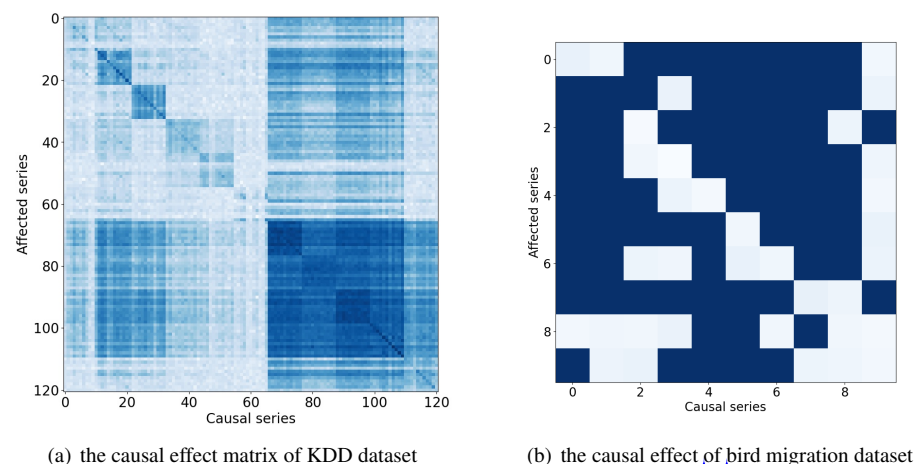 0
20
40
60
80
100
120
Affected series
0 20 40 60 80 100 120
Causal series
(a) the causal effect matrix of KDD dataset
0
2
4
6
8
Affected series
0 2 4 6 8
Causal series
(b) the causal effect of bird migration dataset